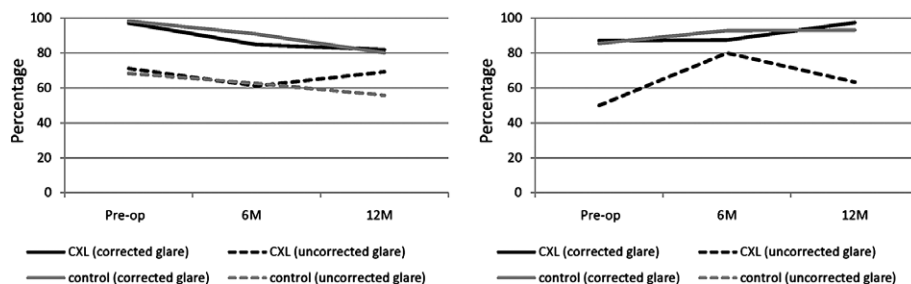 Percentage
100
80
60
40
20
0
Pre-op 6M 12M
CXL (corrected glare) CXL (uncorrected glare)
control (corrected glare) control (uncorrected glare)
Percentage
100
80
60
40
20
0
Pre-op 6M 12M
CXL (corrected glare) CXL (uncorrected glare)
control (corrected glare) control (uncorrected glare)